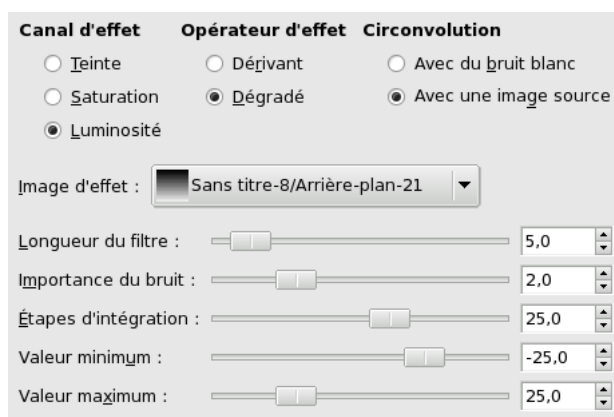 Canal d'effet Opérateur d'effet Circonvolution
Teinte Dérivant Avec du bruit blanc
Saturation Dégradé Avec une image source
Luminosité
Image d'effet : Sans titre-8/Arrière-plan-21
Longueur du filtre : 5,0
Importance du bruit : 2,0
Étapes d'intégration : 25,0
Valeur minimum : -25,0
Valeur maximum : 25,0